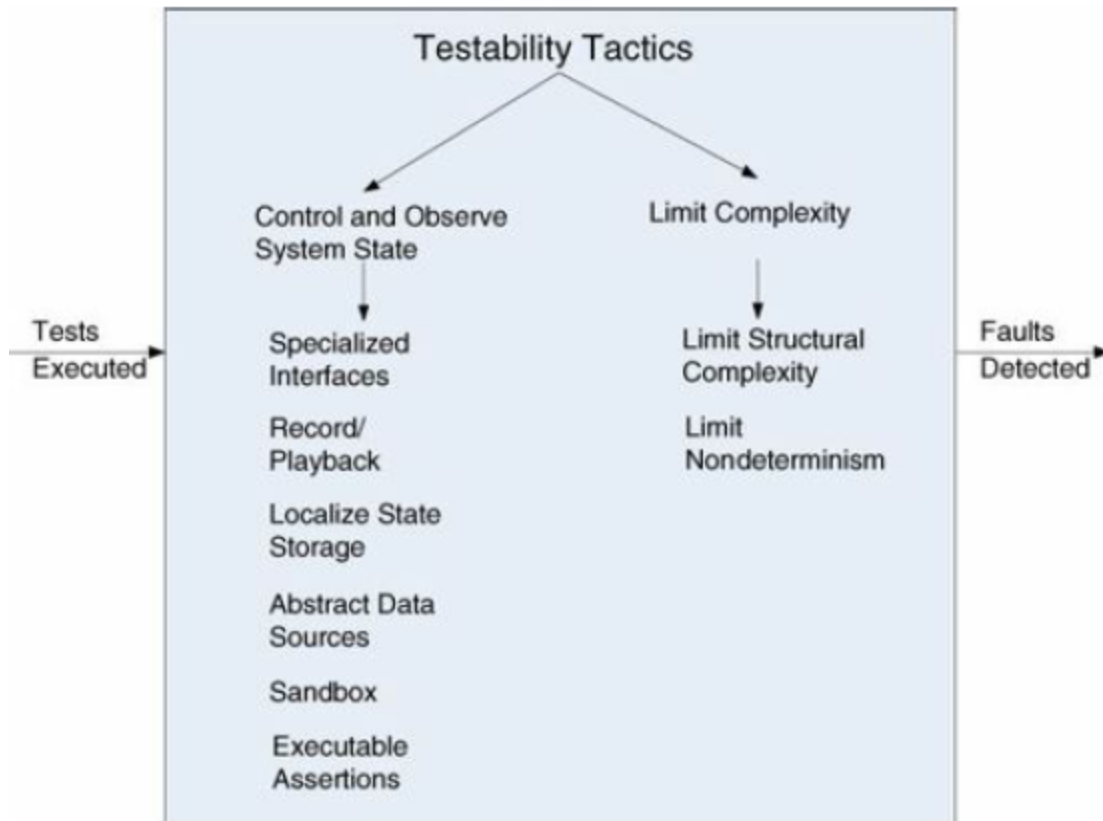 Testability Tactics
Control and Observe
System State
Limit Complexity
Tests
Executed
Specialized
Interfaces
Record/
Playback
Localize State
Storage
Abstract Data
Sources
Sandbox
Executable
Assertions
Limit Structural
Complexity
Limit
Nondeterminism
Faults
Detected